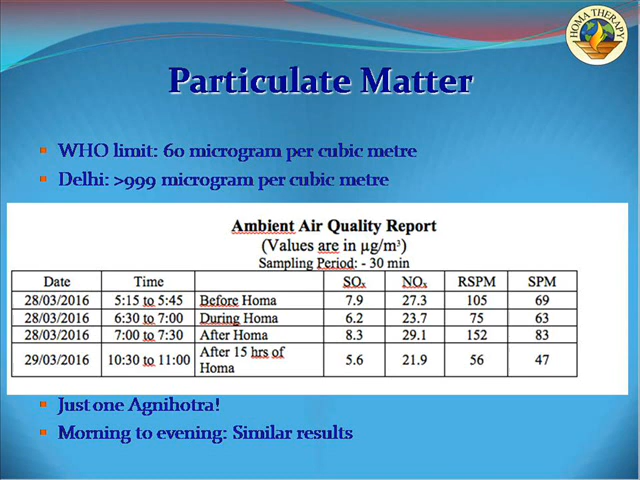 HOMA THERAPY
Particulate Matter
WHO limit: 60 microgram per cubic metre
Delhi: >999 microgram per cubic metre
Ambient Air Quality Report
(Values are in µg/m³)
Sampling Period: - 30 min
Date Time SOx NOx RSPM SPM
28/03/2016 5:15 to 5:45 Before Homa 7.9 27.3 105 69
28/03/2016 6:30 to 7:00 During Homa 6.2 23.7 75 63
28/03/2016 7:00 to 7:30 After Homa 8.3 29.1 152 83
29/03/2016 10:30 to 11:00 After 15 hrs of Homa 5.6 21.9 56 47
Just one Agnihotra!
Morning to evening: Similar results